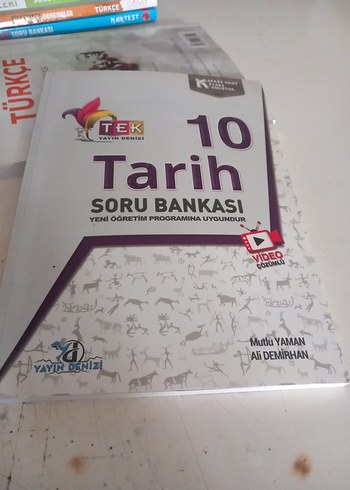 TÜRKÇE
SORU BANKASI
TÜRKÇE
TEK
YAYIN DENİZİ
10
Tarih
SORU BANKASI
YENİ ÖĞRETİM PROGRAMINA UYGUNDUR
VIDEO
ÇÖZÜMLÜ
Mutlu YAMAN
Ali DEMİRHAN
YAYIN DENİZİ